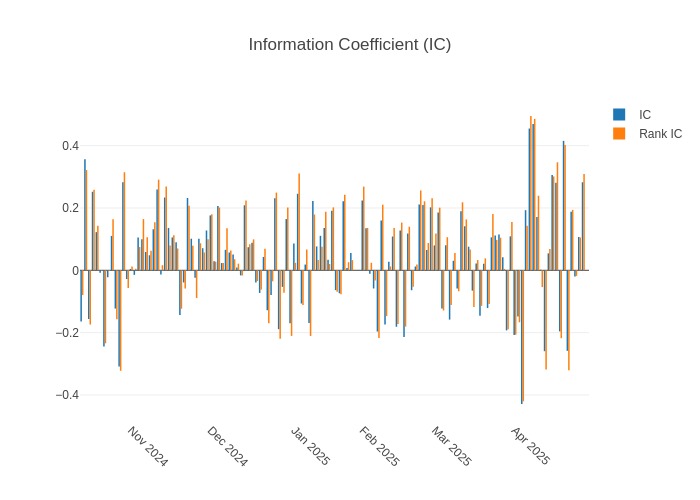 Information Coefficient (IC)
IC
Rank IC
0.4
0.2
0
−0.2
−0.4
Nov 2024
Dec 2024
Jan 2025
Feb 2025
Mar 2025
Apr 2025